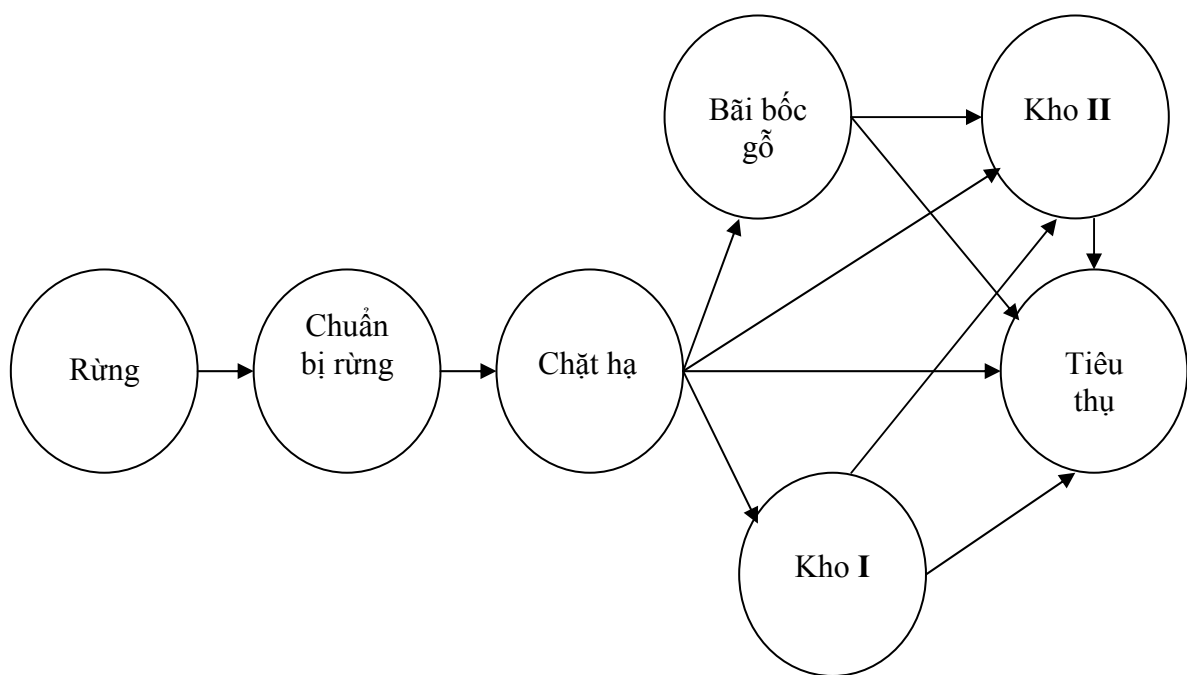 Bãi bốc
gỗ
Kho II
Rừng
Chuẩn
bị rừng
Chặt hạ
Tiêu
thụ
Kho I